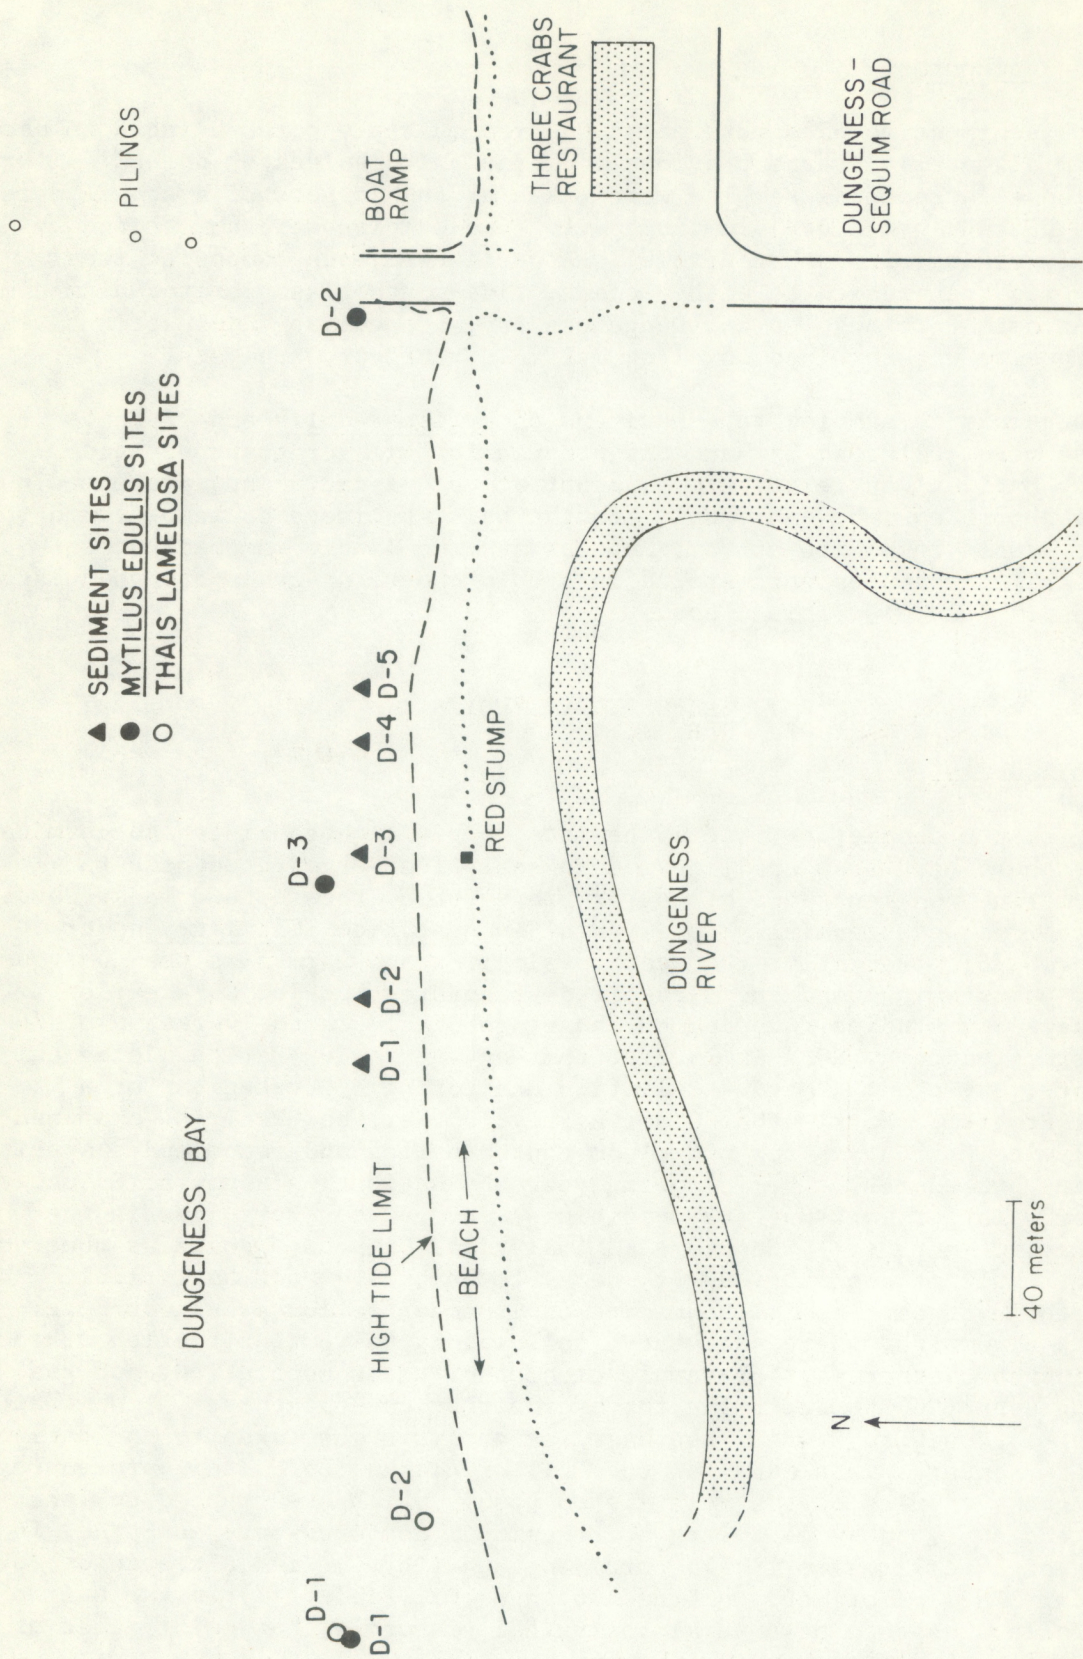 SEDIMENT SITES
MYTILUS EDULIS SITES
THAIS LAMELOSA SITES
PILINGS
DUNGENESS BAY
D-1
D-1
D-2
D-3
D-2
D-1
D-2
D-3
D-4
D-5
HIGH TIDE LIMIT
BEACH
RED STUMP
BOAT
RAMP
THREE CRABS
RESTAURANT
DUNGENESS
RIVER
DUNGENESS-
SEQUIM ROAD
N
40 meters